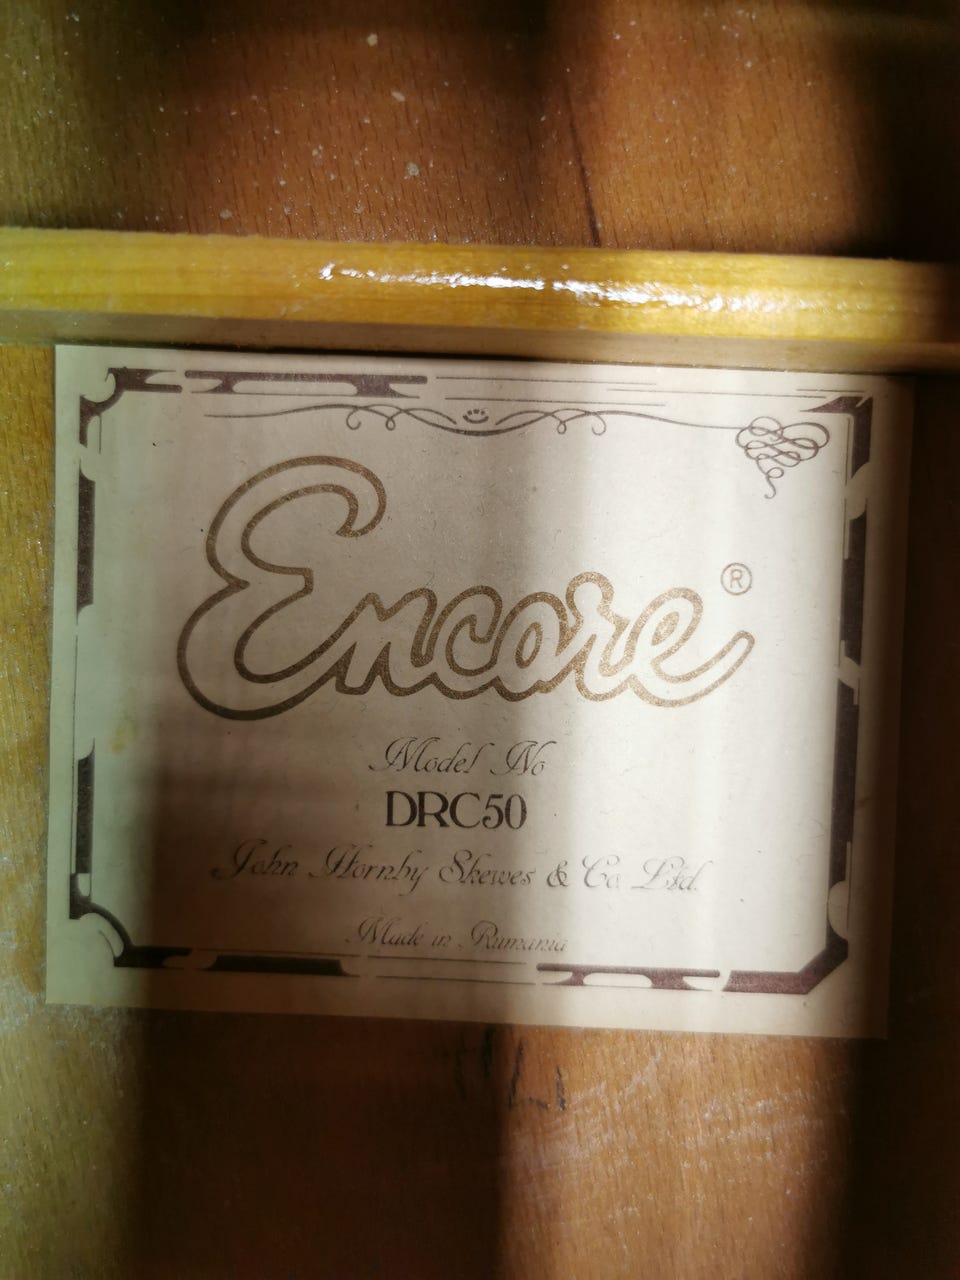 Encore ®
Model No
DRC50
John Hornby Skewes & Co. Ltd.
Made in Rumania